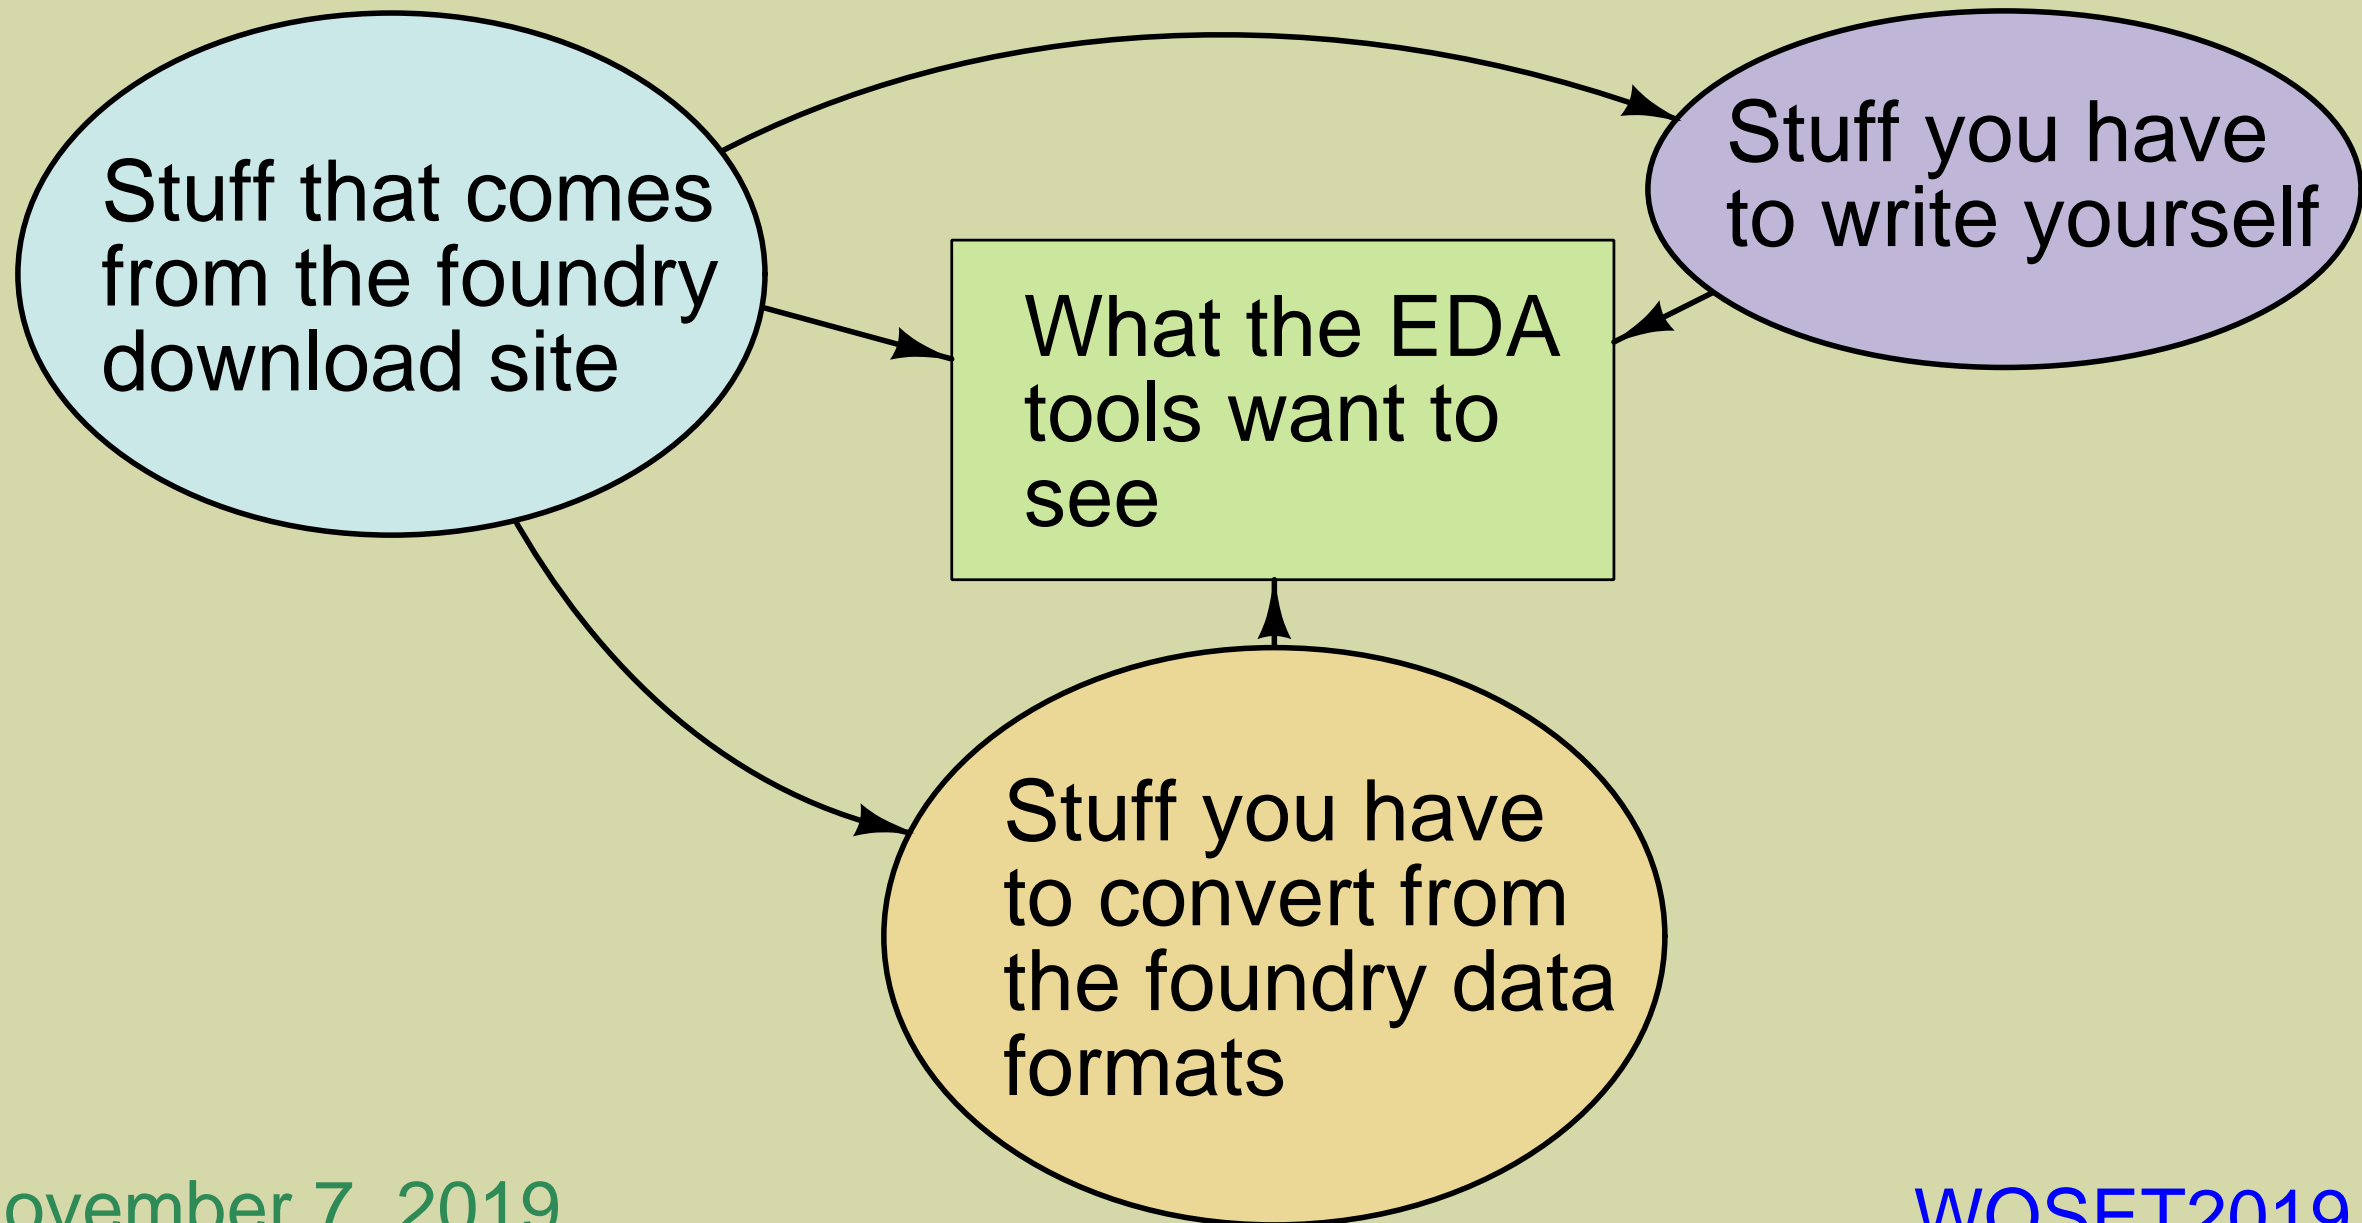 Stuff that comes
from the foundry
download site
Stuff you have
to write yourself
What the EDA
tools want to
see
Stuff you have
to convert from
the foundry data
formats
ovember 7, 2019
WOSET2019